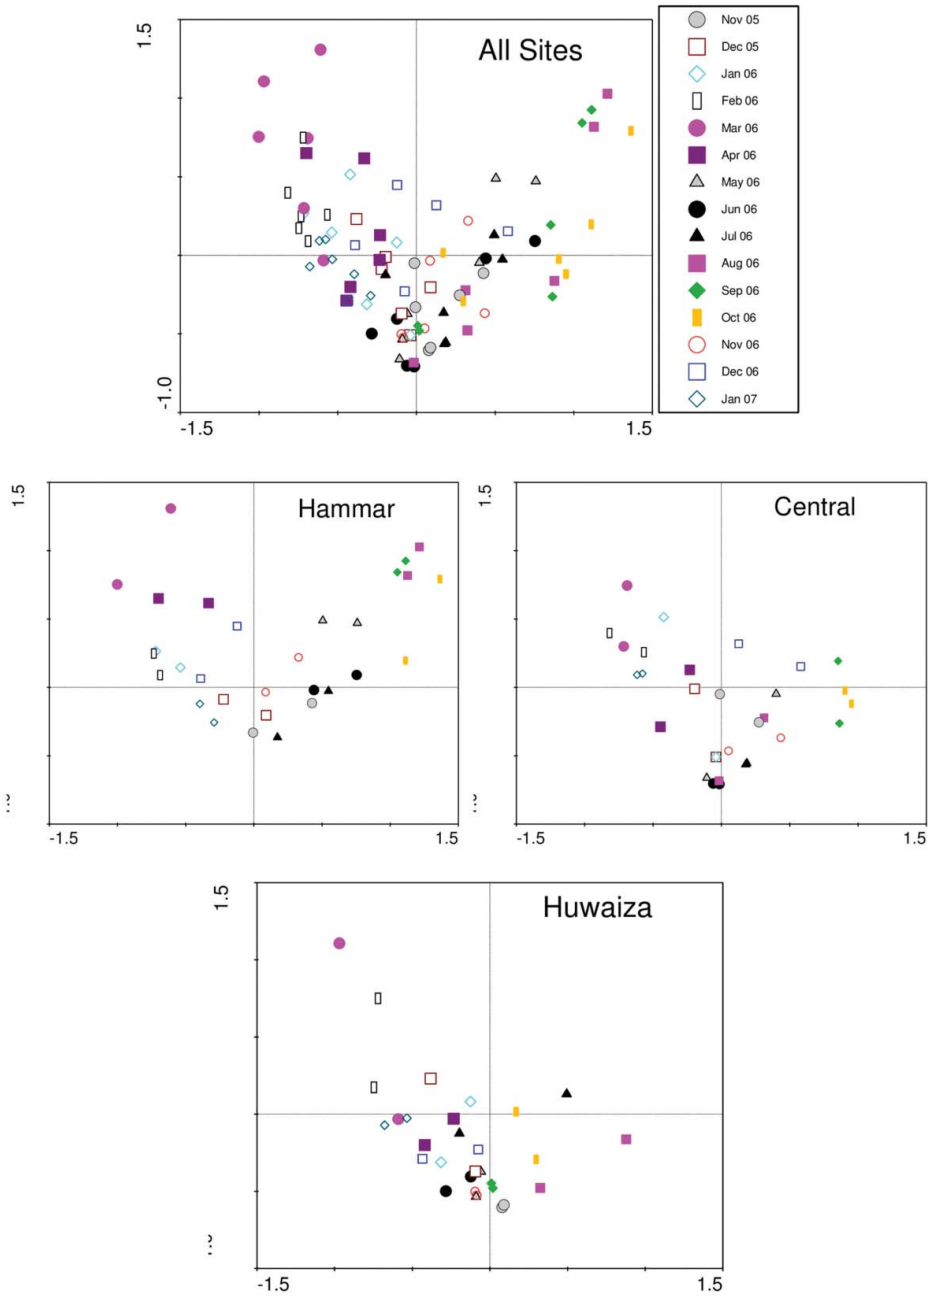 All Sites
1.5
-1.0
-1.5
1.5
Nov 05
Dec 05
Jan 06
Feb 06
Mar 06
Apr 06
May 06
Jun 06
Jul 06
Aug 06
Sep 06
Oct 06
Nov 06
Dec 06
Jan 07
Hammar
1.5
-1.5
1.5
Central
1.5
-1.5
1.5
Huwaiza
1.5
-1.5
1.5